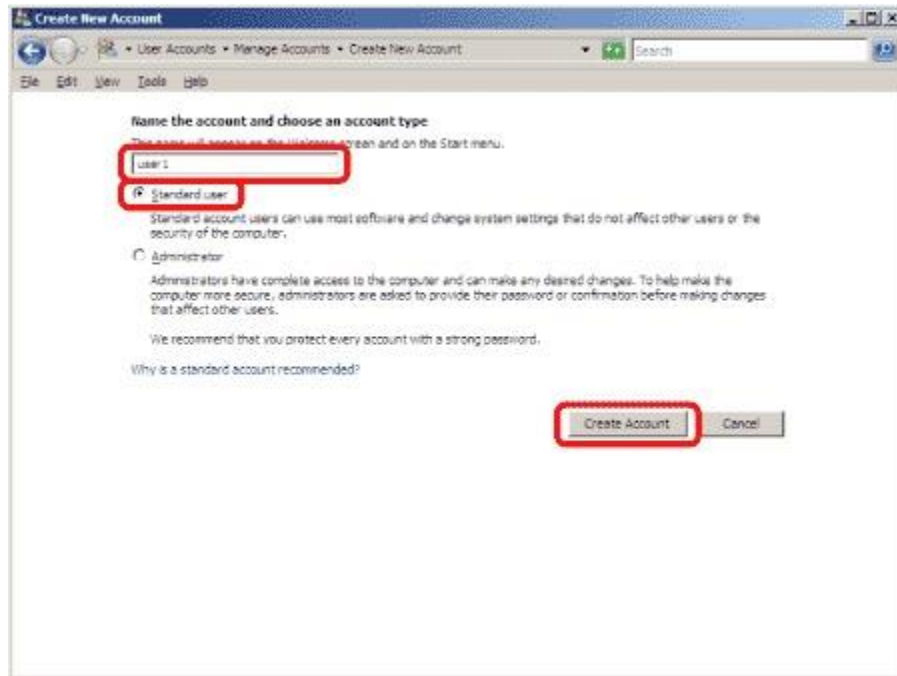 Create New Account
User Accounts • Manage Accounts • Create New Account
Search
File Edit View Tools Help
Name the account and choose an account type
This name will appear on the Welcome screen and on the Start menu.
user1
Standard user
Standard account users can use most software and change system settings that do not affect other users or the
security of the computer.
Administrator
Administrators have complete access to the computer and can make any desired changes. To help make the
computer more secure, administrators are asked to provide their password or confirmation before making changes
that affect other users.
We recommend that you protect every account with a strong password.
Why is a standard account recommended?
Create Account Cancel